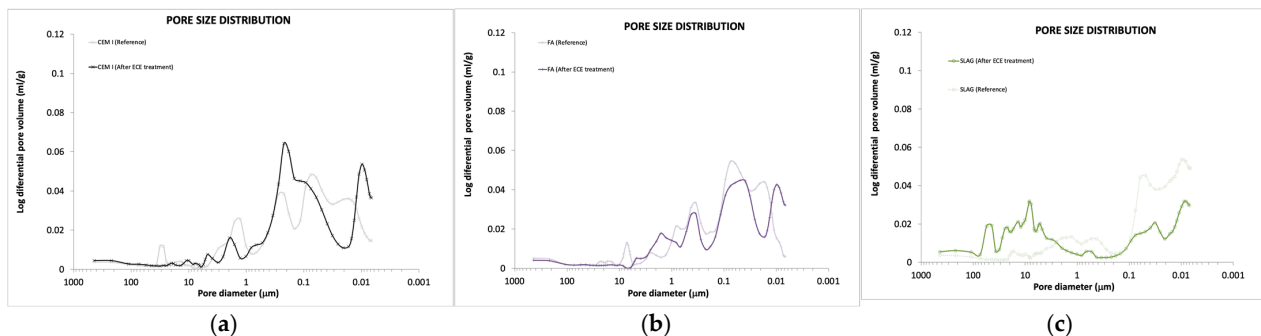 PORE SIZE DISTRIBUTION
CEM I (Reference)
CEM I (After ECE treatment)
Log diferential pore volume (ml/g)
0.12
0.1
0.08
0.06
0.04
0.02
0
1000 100 10 1 0.1 0.01 0.001
Pore diameter (µm)
(a)
PORE SIZE DISTRIBUTION
FA (Reference)
FA (After ECE treatment)
Log diferential pore volume (ml/g)
0.12
0.1
0.08
0.06
0.04
0.02
0
1000 100 10 1 0.1 0.01 0.001
Pore diameter (µm)
(b)
PORE SIZE DISTRIBUTION
SLAG (After ECE treatment)
SLAG (Reference)
Log diferential pore volume (ml/g)
0.12
0.1
0.08
0.06
0.04
0.02
0
1000 100 10 1 0.1 0.01 0.001
Pore diameter (µm)
(c)